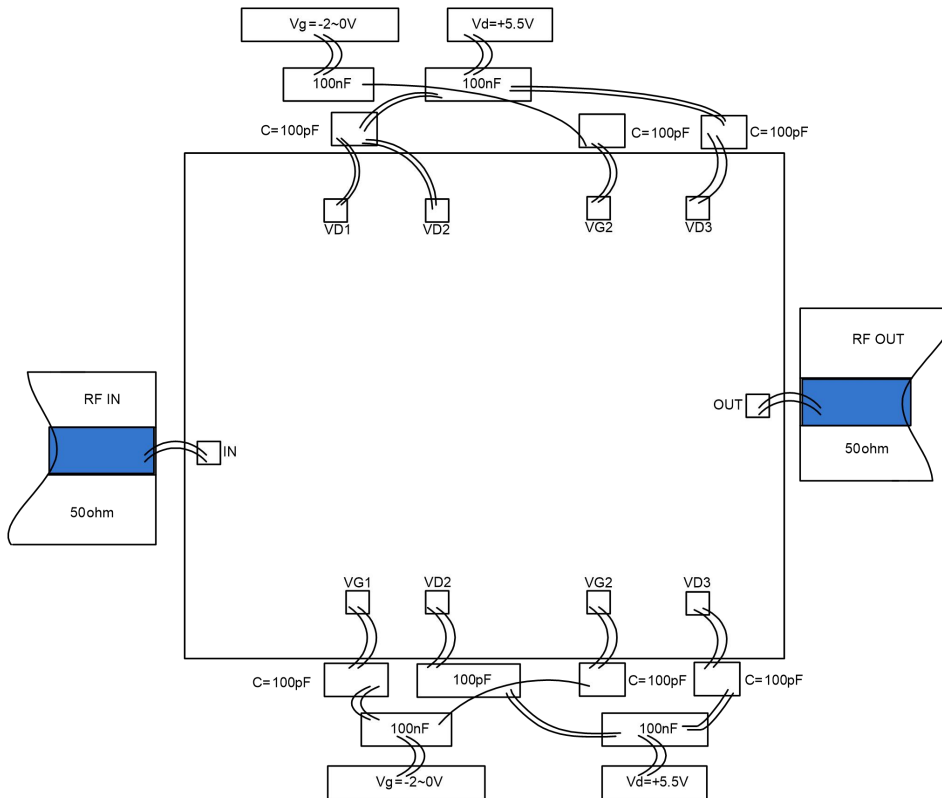 Vg=-2~0V
Vd=+5.5V
100nF
100nF
C=100pF
C=100pF
C=100pF
VD1
VD2
VG2
VD3
RF OUT
RF IN
OUT
IN
50ohm
50ohm
VG1
VD2
VG2
VD3
C=100pF
100pF
C=100pF
C=100pF
100nF
100nF
Vg=-2~0V
Vd=+5.5V